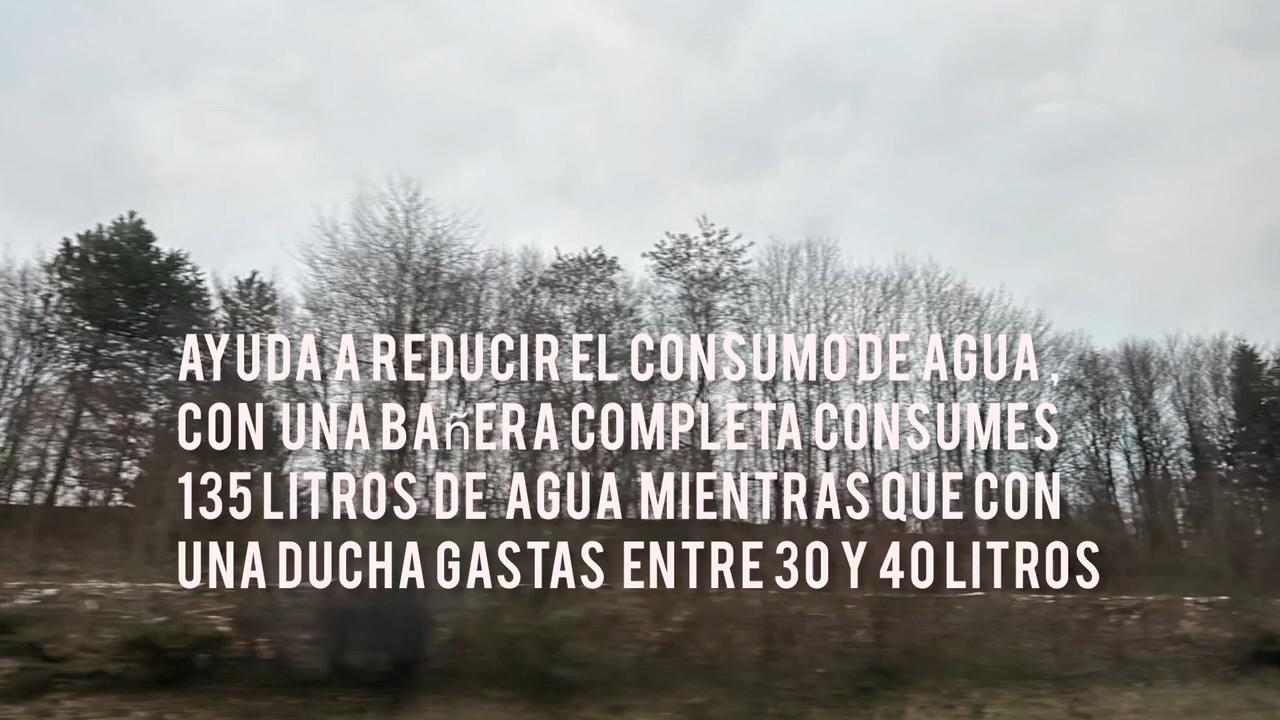 AYUDA A REDUCIR EL CONSUMO DE AGUA ,
CON UNA BAñERA COMPLETA CONSUMES
135 LITROS DE AGUA MIENTRAS QUE CON
UNA DUCHA GASTAS ENTRE 30 Y 40 LITROS